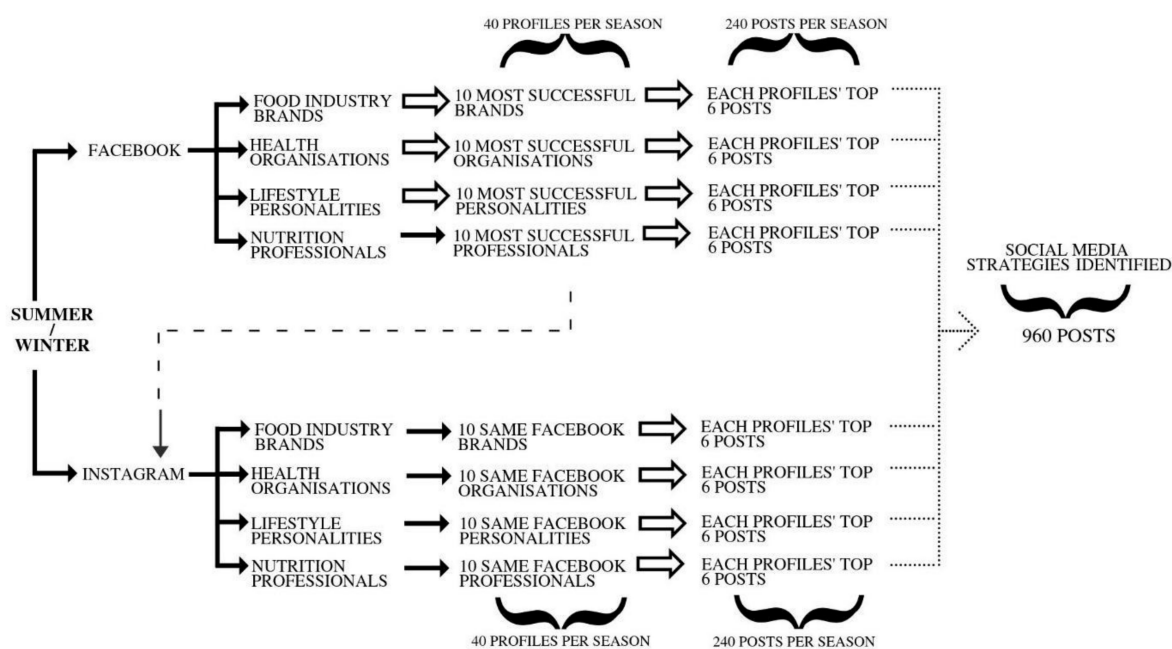 40 PROFILES PER SEASON
240 POSTS PER SEASON
FOOD INDUSTRY
BRANDS
10 MOST SUCCESSFUL
BRANDS
EACH PROFILES' TOP
6 POSTS
FACEBOOK
HEALTH
ORGANISATIONS
10 MOST SUCCESSFUL
ORGANISATIONS
EACH PROFILES' TOP
6 POSTS
LIFESTYLE
PERSONALITIES
10 MOST SUCCESSFUL
PERSONALITIES
EACH PROFILES' TOP
6 POSTS
NUTRITION
PROFESSIONALS
10 MOST SUCCESSFUL
PROFESSIONALS
EACH PROFILES' TOP
6 POSTS
SOCIAL MEDIA
STRATEGIES IDENTIFIED
960 POSTS
SUMMER
/
WINTER
FOOD INDUSTRY
BRANDS
10 SAME FACEBOOK
BRANDS
EACH PROFILES' TOP
6 POSTS
INSTAGRAM
HEALTH
ORGANISATIONS
10 SAME FACEBOOK
ORGANISATIONS
EACH PROFILES' TOP
6 POSTS
LIFESTYLE
PERSONALITIES
10 SAME FACEBOOK
PERSONALITIES
EACH PROFILES' TOP
6 POSTS
NUTRITION
PROFESSIONALS
10 SAME FACEBOOK
PROFESSIONALS
EACH PROFILES' TOP
6 POSTS
40 PROFILES PER SEASON
240 POSTS PER SEASON